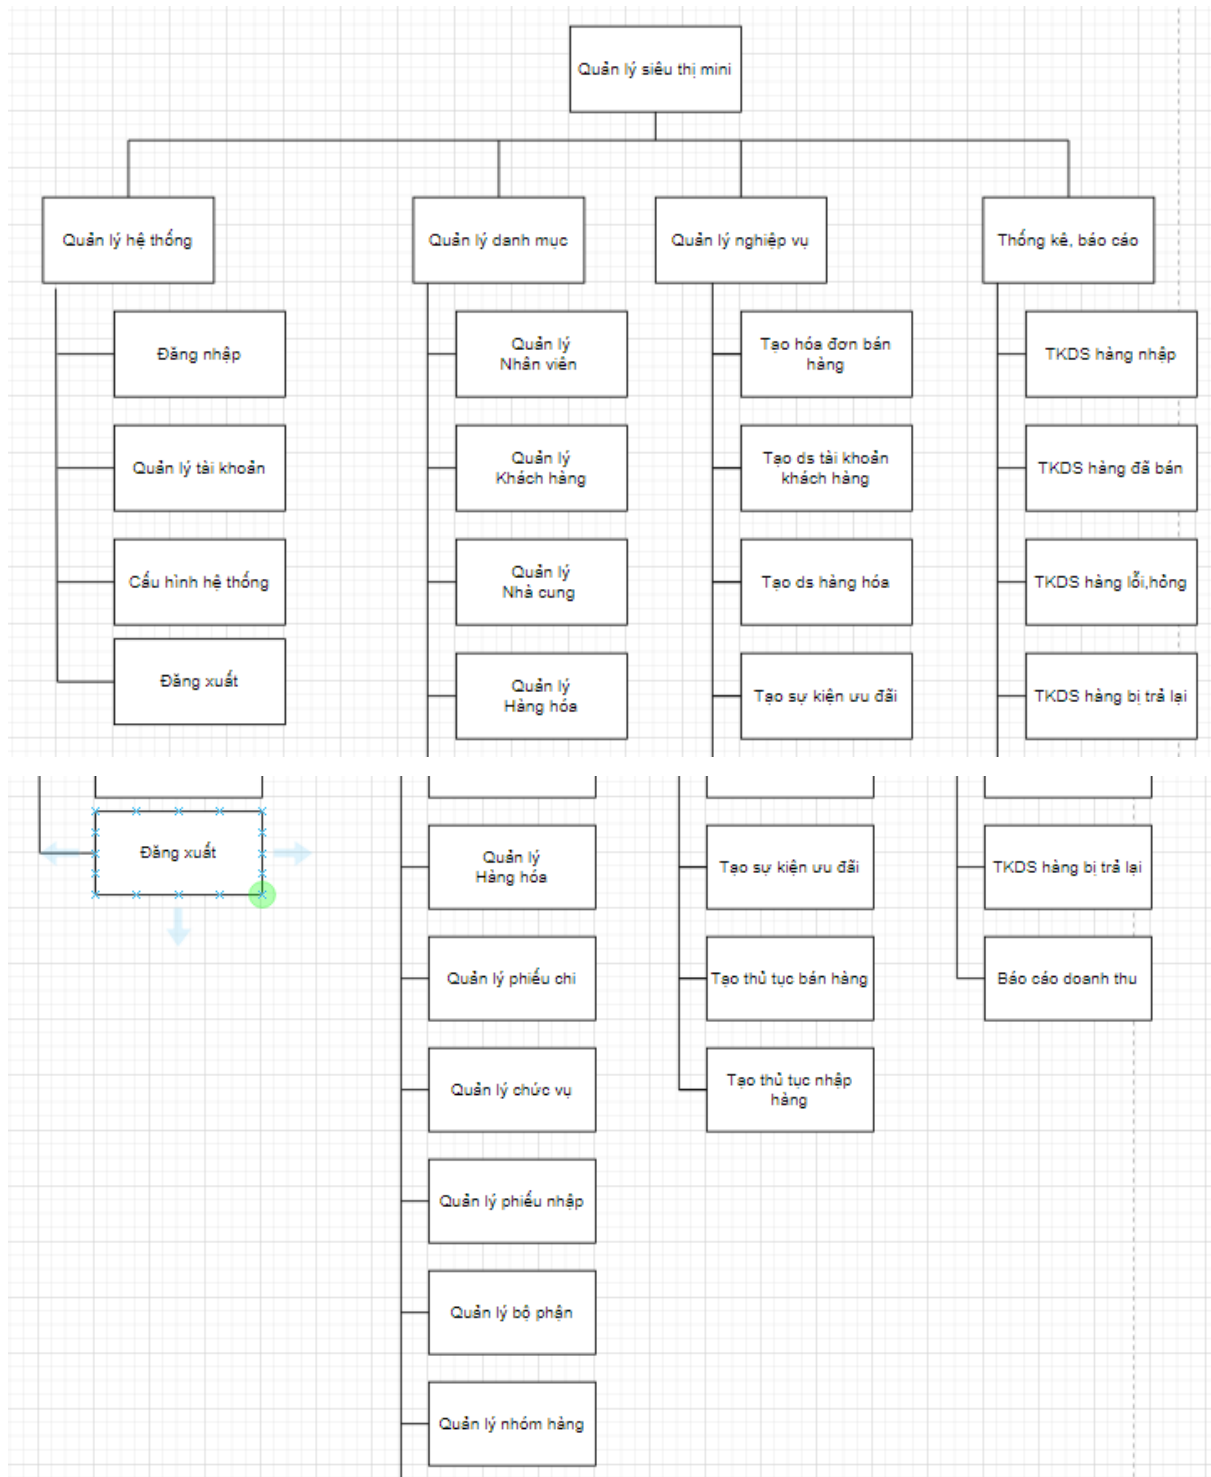 Quản lý siêu thị mini
Quản lý hệ thống
Quản lý danh mục
Quản lý nghiệp vụ
Thống kê, báo cáo
Đăng nhập
Quản lý
Nhân viên
Tạo hóa đơn bán
hàng
TKDS hàng nhập
Quản lý tài khoản
Quản lý
Khách hàng
Tạo ds tài khoản
khách hàng
TKDS hàng đã bán
Cấu hình hệ thống
Quản lý
Nhà cung
Tạo ds hàng hóa
TKDS hàng lỗi,hỏng
Đăng xuất
Quản lý
Hàng hóa
Tạo sự kiện ưu đãi
TKDS hàng bị trả lại
Đăng xuất
Quản lý
Hàng hóa
Tạo sự kiện ưu đãi
TKDS hàng bị trả lại
Quản lý phiếu chi
Tạo thủ tục bán hàng
Báo cáo doanh thu
Quản lý chức vụ
Tạo thủ tục nhập
hàng
Quản lý phiếu nhập
Quản lý bộ phận
Quản lý nhóm hàng